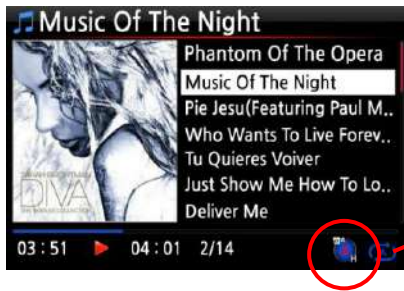 Music Of The Night
Phantom Of The Opera
Music Of The Night
Pie Jesu(Featuring Paul M..
Who Wants To Live Forev..
Tu Quieres Voiver
Just Show Me How To Lo..
Deliver Me
DIVA
03 : 51 04 : 01 2/14